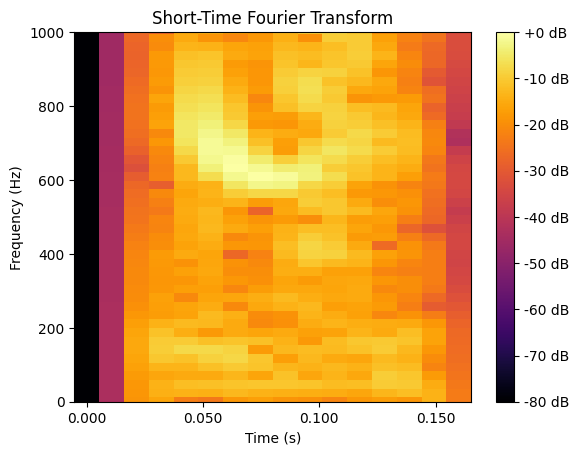 Short-Time Fourier Transform
1000
800
600
400
200
0
Frequency (Hz)
0.000
0.050
0.100
0.150
Time (s)
+0 dB
-10 dB
-20 dB
-30 dB
-40 dB
-50 dB
-60 dB
-70 dB
-80 dB